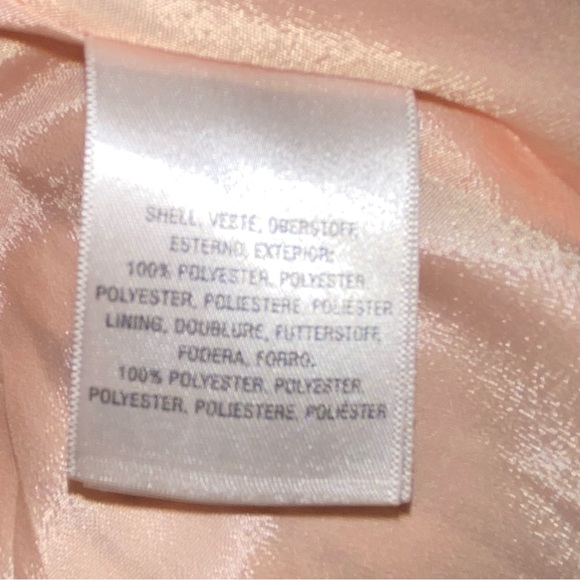 SHELL, VESTE, OBERSTOFF,
ESTERNO, EXTERIOR:
100% POLYESTER, POLYESTER
POLYESTER, POLIESTERE, POLIÉSTER
LINING, DOUBLURE, FUTTERSTOFF,
FODERA, FORRO.
100% POLYESTER, POLYESTER,
POLYESTER, POLIESTERE, POLIÉSTER